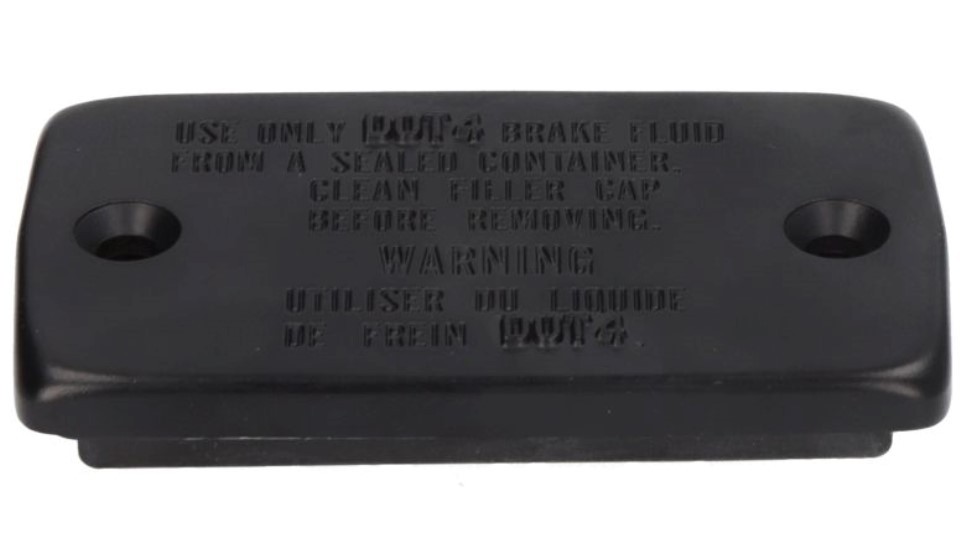 USE ONLY DOT4 BRAKE FLUID
FROM A SEALED CONTAINER.
CLEAN FILLER CAP
BEFORE REMOVING.
WARNING
UTILISER DU LIQUIDE
DE FREIN DOT4.